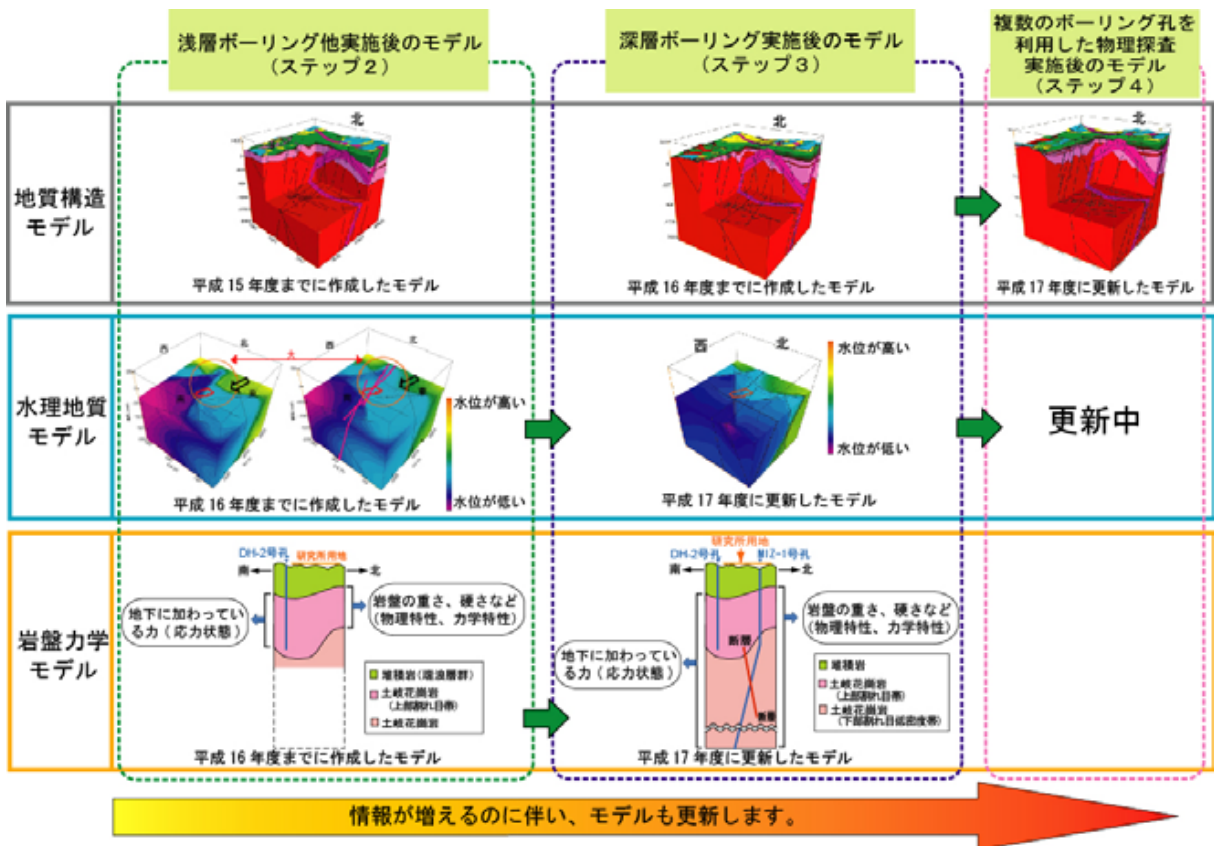 浅層ボーリング他実施後のモデル
(ステップ2)
深層ボーリング実施後のモデル
(ステップ3)
複数のボーリング孔を
利用した物理探査
実施後のモデル
(ステップ4)
地質構造
モデル
北
平成15年度までに作成したモデル
北
平成16年度までに作成したモデル
北
平成17年度に更新したモデル
水理地質
モデル
西
北
大
西
北
水位が高い
水位が低い
平成16年度までに作成したモデル
西
北
水位が高い
水位が低い
平成17年度に更新したモデル
更新中
岩盤力学
モデル
DH-2号孔
研究所用地
南
北
地下に加わってい
る力(応力状態)
岩盤の重さ、硬さなど
(物理特性、力学特性)
堆積岩(瑞浪層群)
土岐花崗岩
(上部割れ目帯)
土岐花崗岩
平成16年度までに作成したモデル
研究所用地
DH-2号孔
MIZ-1号孔
南
北
断層
断層
地下に加わってい
る力(応力状態)
岩盤の重さ、硬さなど
(物理特性、力学特性)
堆積岩
土岐花崗岩
(上部割れ目帯)
土岐花崗岩
(下部割れ目低密度帯)
平成17年度に更新したモデル
情報が増えるのに伴い、モデルも更新します。